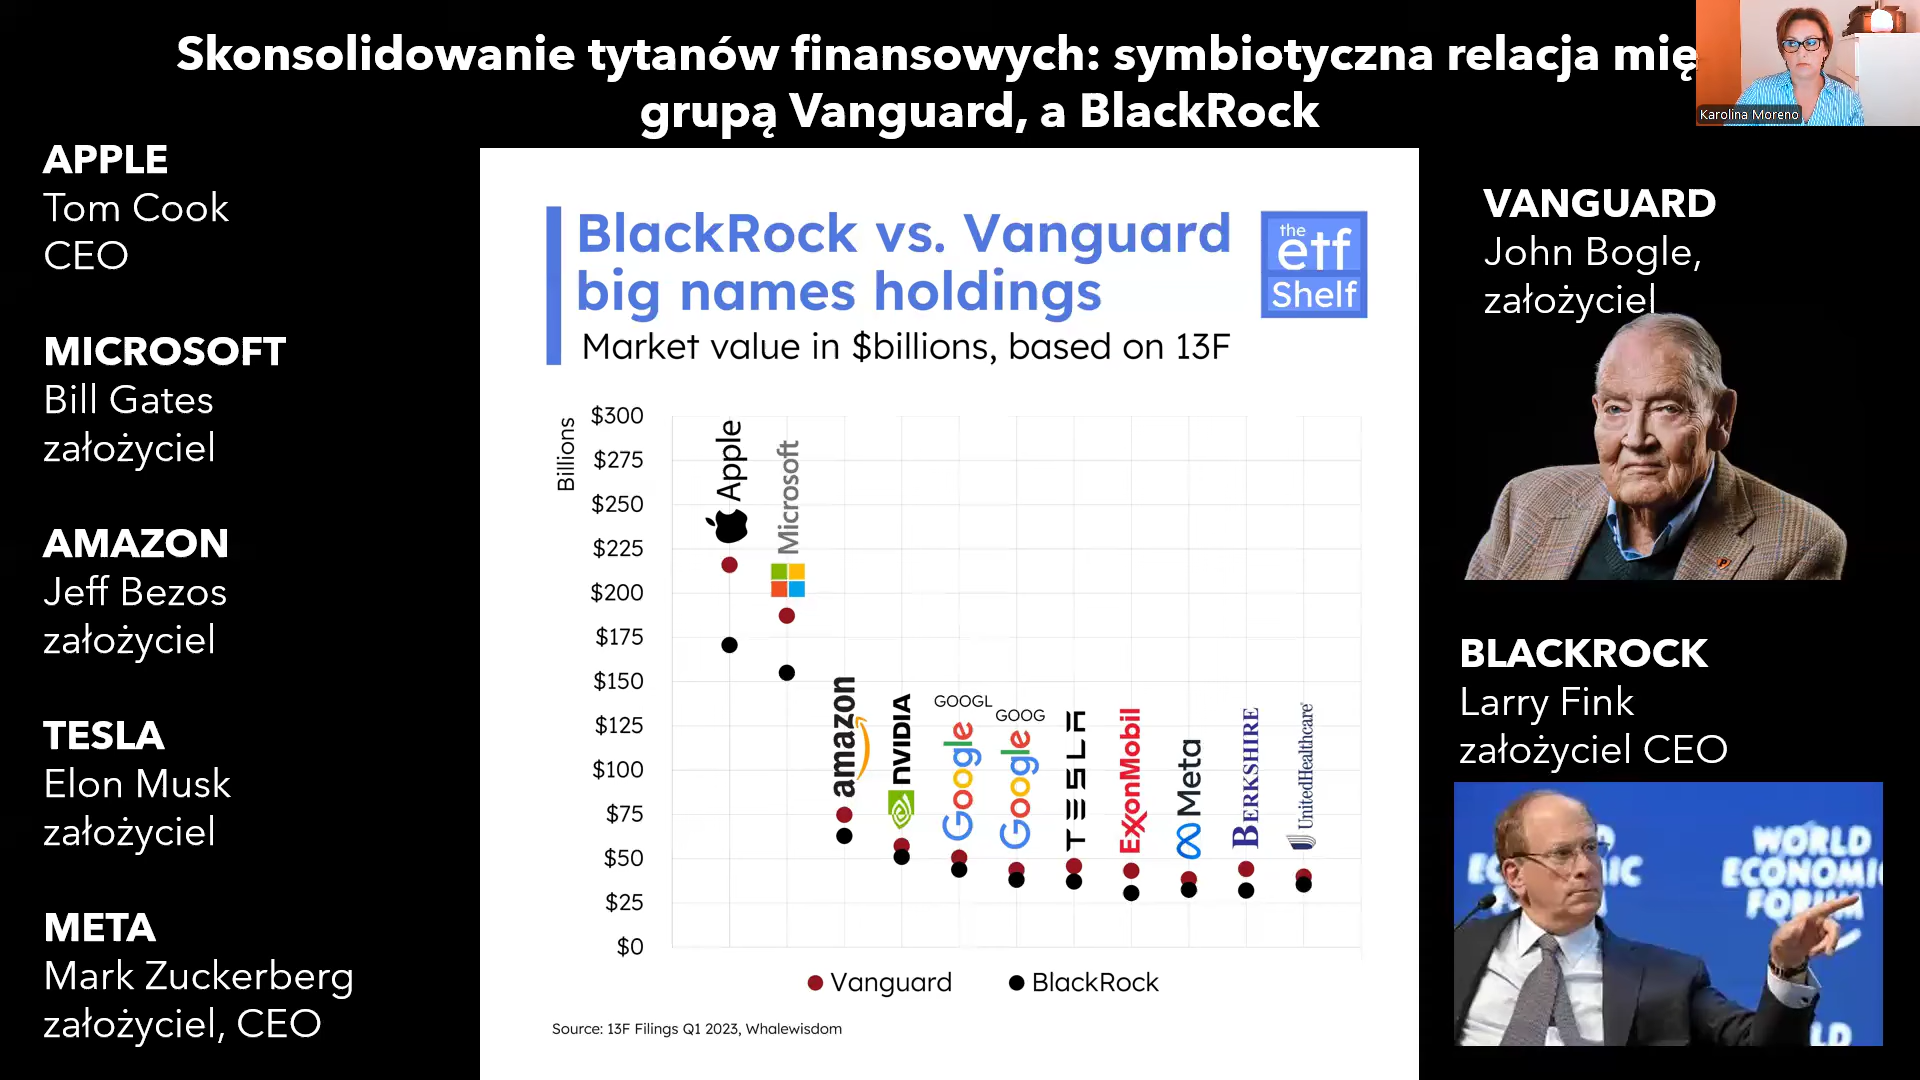 Skonsolidowanie tytanów finansowych: symbiotyczna relacja mię
grupą Vanguard, a BlackRock
Karolina Moreno
APPLE
Tom Cook
CEO
MICROSOFT
Bill Gates
założyciel
AMAZON
Jeff Bezos
założyciel
TESLA
Elon Musk
założyciel
META
Mark Zuckerberg
założyciel, CEO
BlackRock vs. Vanguard
big names holdings
Market value in $billions, based on 13F
the
etf
Shelf
Billions
$300
$275
$250
$225
$200
$175
$150
$125
$100
$75
$50
$25
$0
Apple
Microsoft
amazon
NVIDIA
GOOGL
Google
GOOG
Google
TESLA
ExxonMobil
Meta
BERKSHIRE
UnitedHealthcare
Vanguard
BlackRock
Source: 13F Filings Q1 2023, Whalewisdom
VANGUARD
John Bogle,
założyciel
BLACKROCK
Larry Fink
założyciel CEO
WORLD
ECONOMI
FORUM